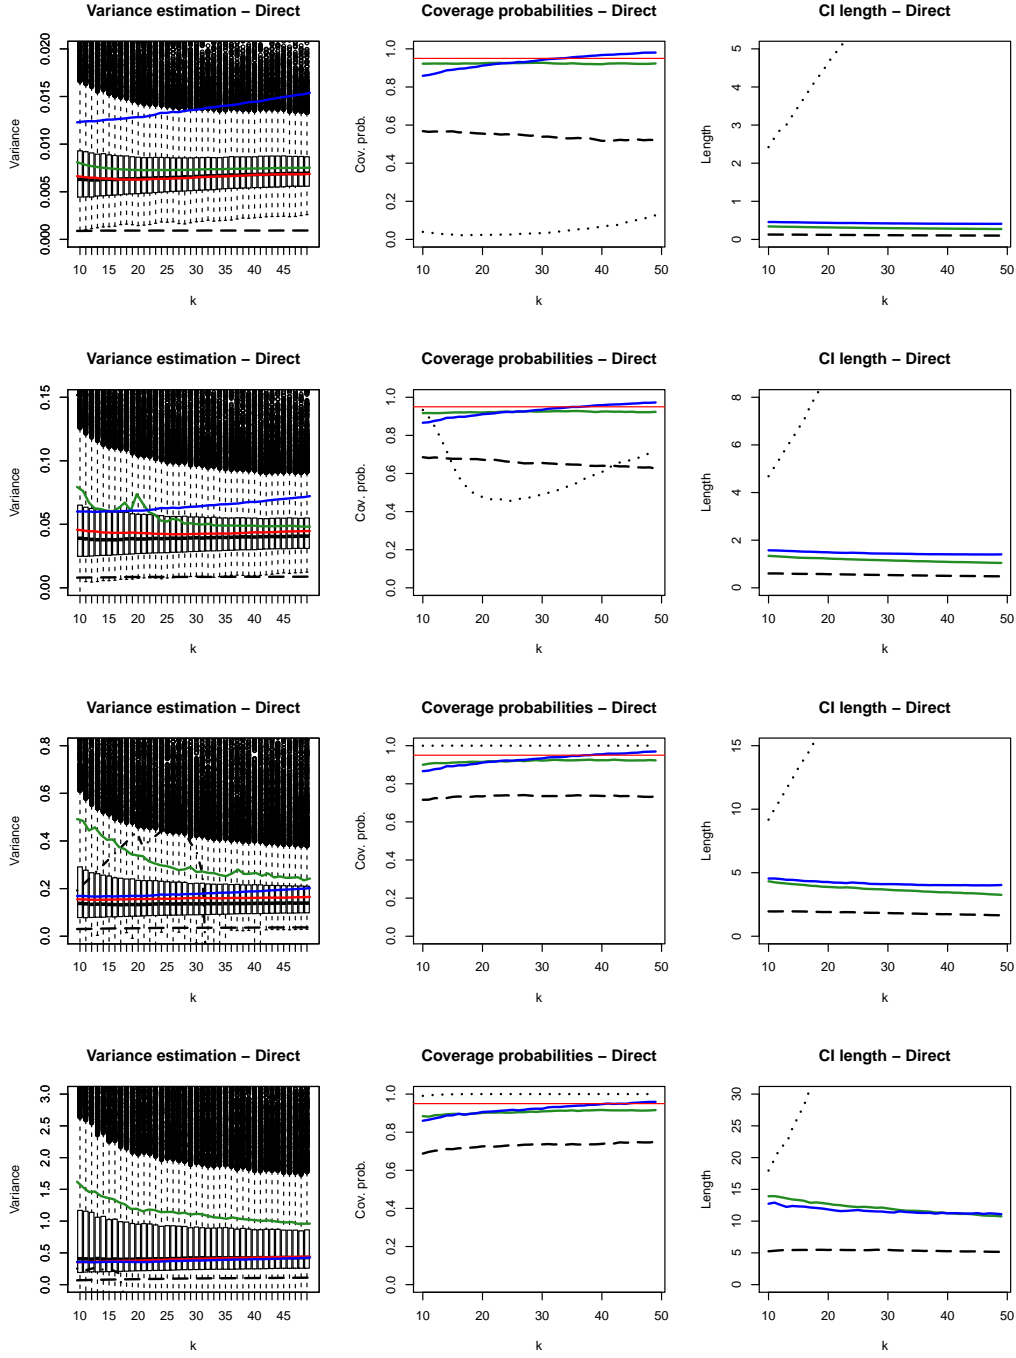 Variance estimation − Direct
Coverage probabilities − Direct
CI length − Direct
Variance
0.000 0.005 0.010 0.015 0.020
10 15 20 25 30 35 40 45
k
Cov. prob.
0.0 0.2 0.4 0.6 0.8 1.0
10 20 30 40 50
k
Length
0 1 2 3 4 5
10 20 30 40 50
k
Variance estimation − Direct
Coverage probabilities − Direct
CI length − Direct
Variance
0.00 0.05 0.10 0.15
10 15 20 25 30 35 40 45
k
Cov. prob.
0.0 0.2 0.4 0.6 0.8 1.0
10 20 30 40 50
k
Length
0 2 4 6 8
10 20 30 40 50
k
Variance estimation − Direct
Coverage probabilities − Direct
CI length − Direct
Variance
0.0 0.2 0.4 0.6 0.8
10 15 20 25 30 35 40 45
k
Cov. prob.
0.0 0.2 0.4 0.6 0.8 1.0
10 20 30 40 50
k
Length
0 5 10 15
10 20 30 40 50
k
Variance estimation − Direct
Coverage probabilities − Direct
CI length − Direct
Variance
0.0 0.5 1.0 1.5 2.0 2.5 3.0
10 15 20 25 30 35 40 45
k
Cov. prob.
0.0 0.2 0.4 0.6 0.8 1.0
10 20 30 40 50
k
Length
0 5 10 15 20 25 30
10 20 30 40 50
k